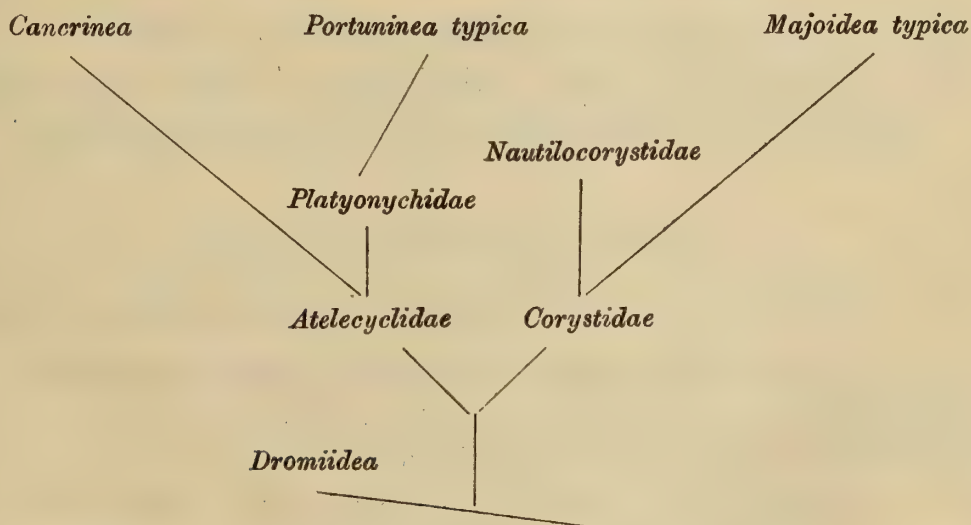 Cancrinea
Portuninea typica
Majoidea typica
Nautilocorystidae
Platyonychidae
Atelecyclidae
Corystidae
Dromiidea